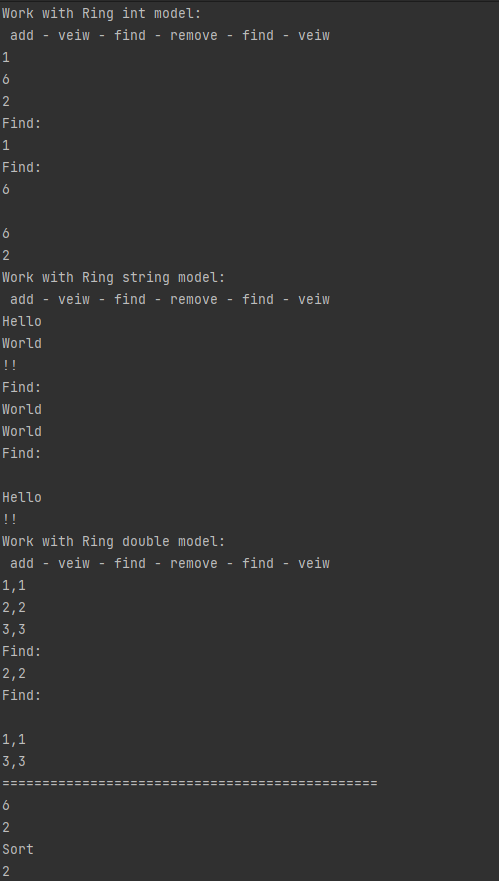 Work with Ring int model:
 add - veiw - find - remove - find - veiw
1
6
2
Find:
1
Find:
6

6
2
Work with Ring string model:
 add - veiw - find - remove - find - veiw
Hello
World
!!
Find:
World
World
Find:

Hello
!!
Work with Ring double model:
 add - veiw - find - remove - find - veiw
1,1
2,2
3,3
Find:
2,2
Find:

1,1
3,3
===============================================
6
2
Sort
2